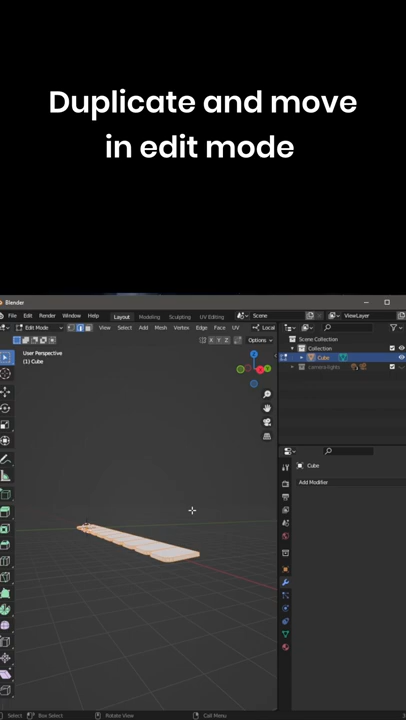 Duplicate and move
in edit mode
Blender
File Edit Render Window Help Layout Modeling Sculpting UV Editing Scene ViewLayer
Edit Mode View Select Add Mesh Vertex Edge Face UV Local
X Y Z Options
User Perspective
(1) Cube
Scene Collection
Collection
Cube
camera lights
Cube
Add Modifier
Select Box Select Rotate View Call Menu